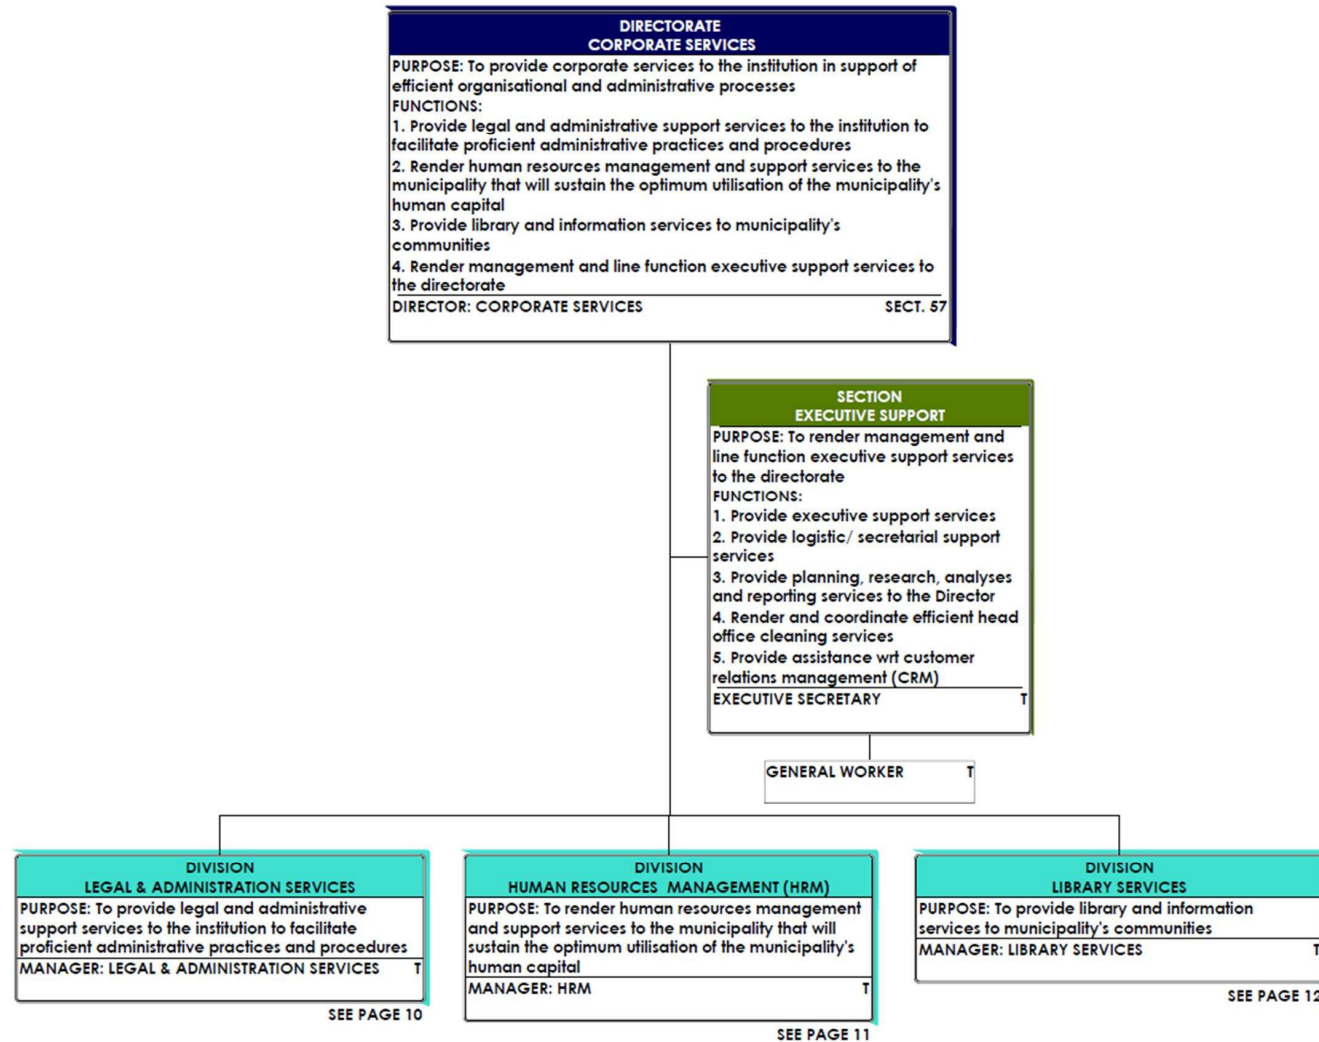 DIRECTORATE
CORPORATE SERVICES
PURPOSE: To provide corporate services to the institution in support of
efficient organisational and administrative processes
FUNCTIONS:
1. Provide legal and administrative support services to the institution to
facilitate proficient administrative practices and procedures
2. Render human resources management and support services to the
municipality that will sustain the optimum utilisation of the municipality's
human capital
3. Provide library and information services to municipality's
communities
4. Render management and line function executive support services to
the directorate
DIRECTOR: CORPORATE SERVICES SECT. 57
SECTION
EXECUTIVE SUPPORT
PURPOSE: To render management and
line function executive support services
to the directorate
FUNCTIONS:
1. Provide executive support services
2. Provide logistic/ secretarial support
services
3. Provide planning, research, analyses
and reporting services to the Director
4. Render and coordinate efficient head
office cleaning services
5. Provide assistance wrt customer
relations management (CRM)
EXECUTIVE SECRETARY T
GENERAL WORKER T
DIVISION
LEGAL & ADMINISTRATION SERVICES
PURPOSE: To provide legal and administrative
support services to the institution to facilitate
proficient administrative practices and procedures
MANAGER: LEGAL & ADMINISTRATION SERVICES T
SEE PAGE 10
DIVISION
HUMAN RESOURCES MANAGEMENT (HRM)
PURPOSE: To render human resources management
and support services to the municipality that will
sustain the optimum utilisation of the municipality's
human capital
MANAGER: HRM T
SEE PAGE 11
DIVISION
LIBRARY SERVICES
PURPOSE: To provide library and information
services to municipality's communities
MANAGER: LIBRARY SERVICES T
SEE PAGE 12